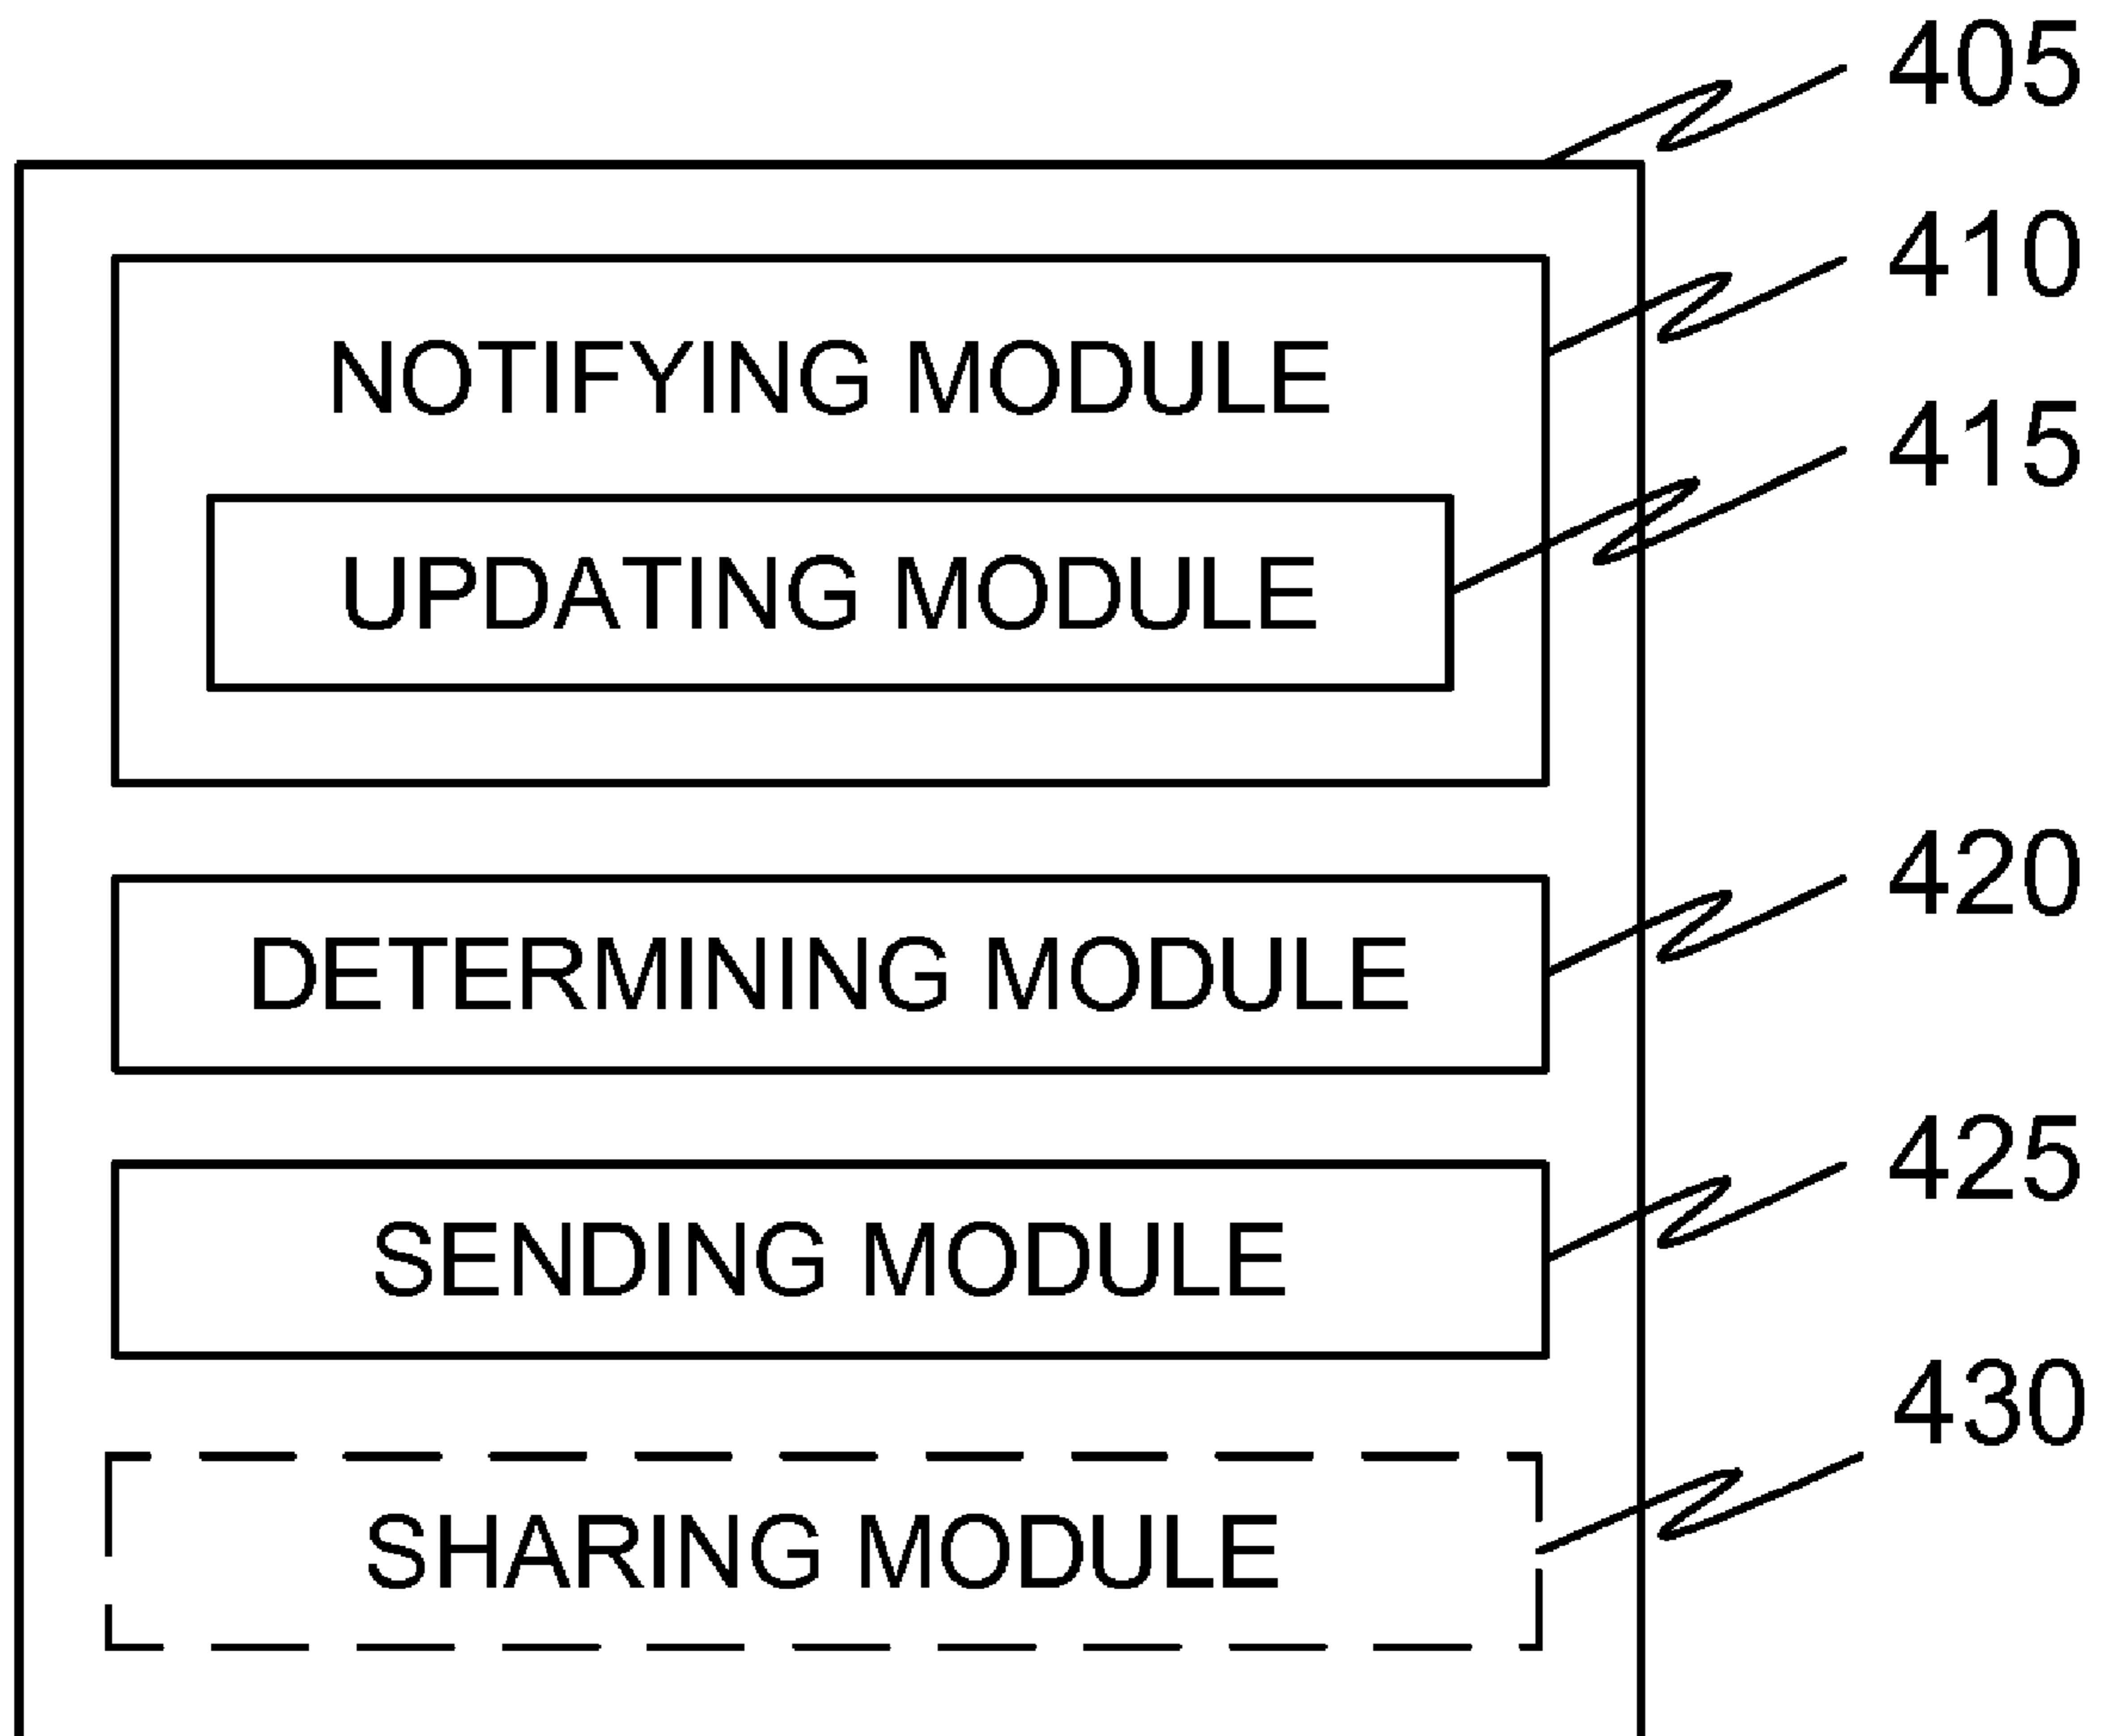 405
410
NOTIFYING MODULE
415
UPDATING MODULE
420
DETERMINING MODULE
425
SENDING MODULE
430
SHARING MODULE